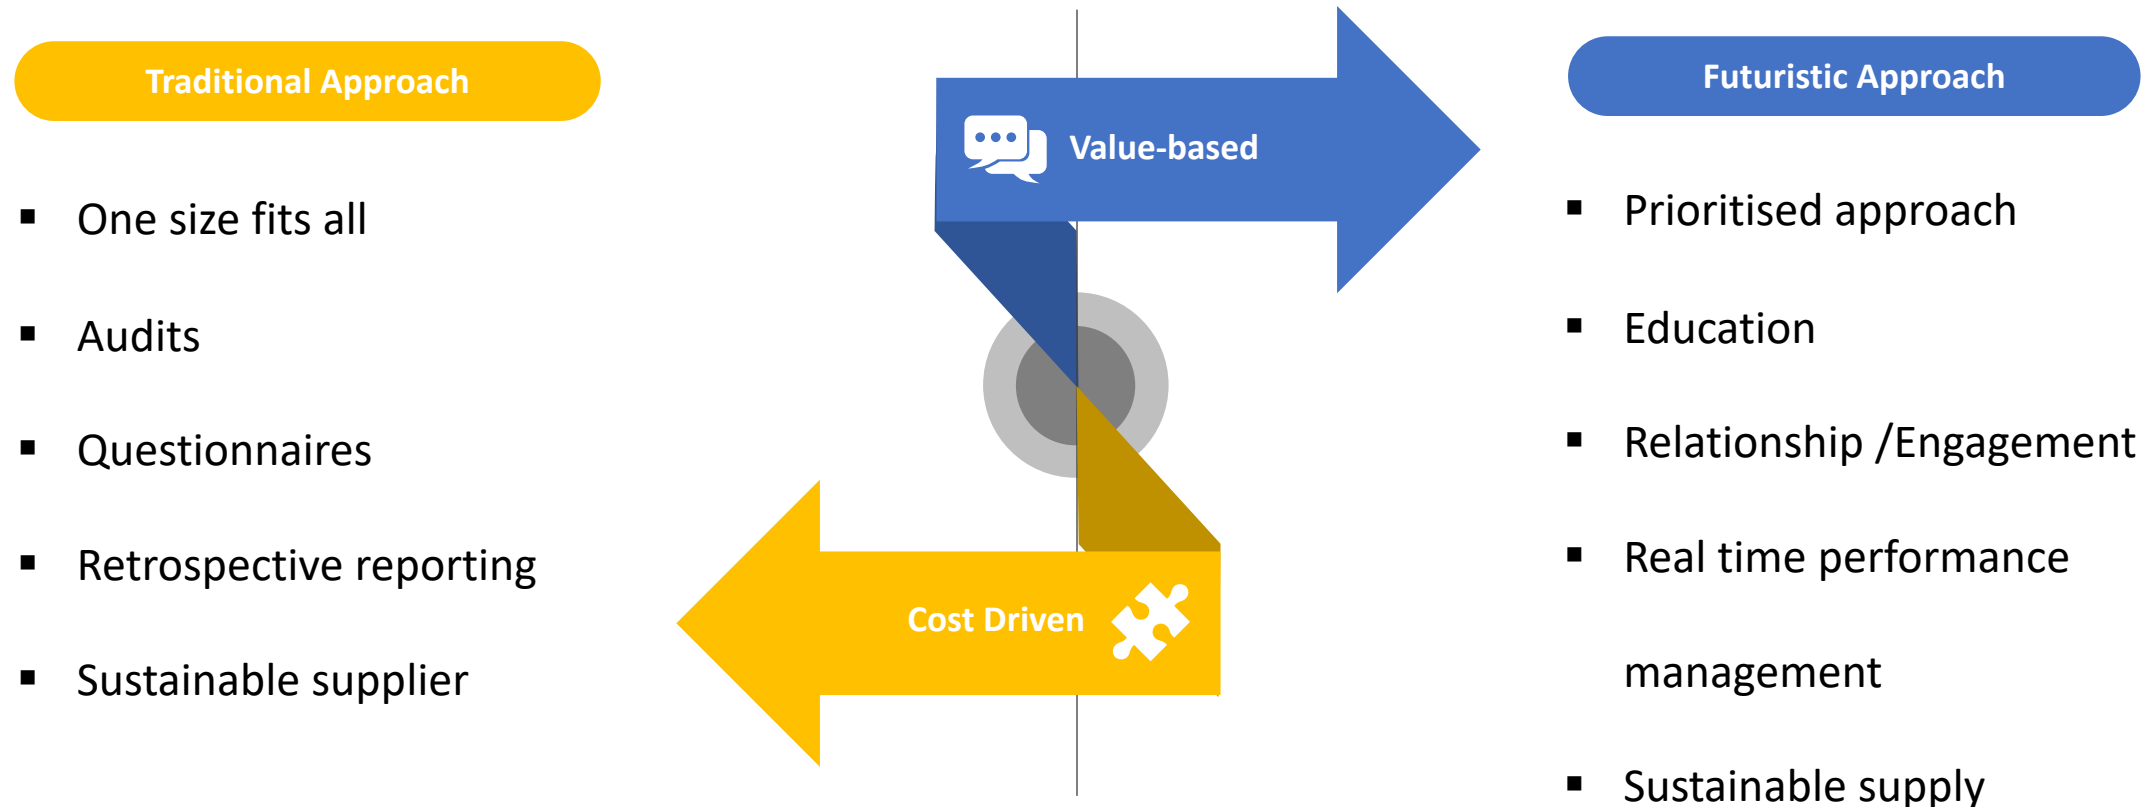 Traditional Approach
One size fits all
Audits
Questionnaires
Retrospective reporting
Sustainable supplier
Value-based
Cost Driven
Futuristic Approach
Prioritised approach
Education
Relationship /Engagement
Real time performance
management
Sustainable supply